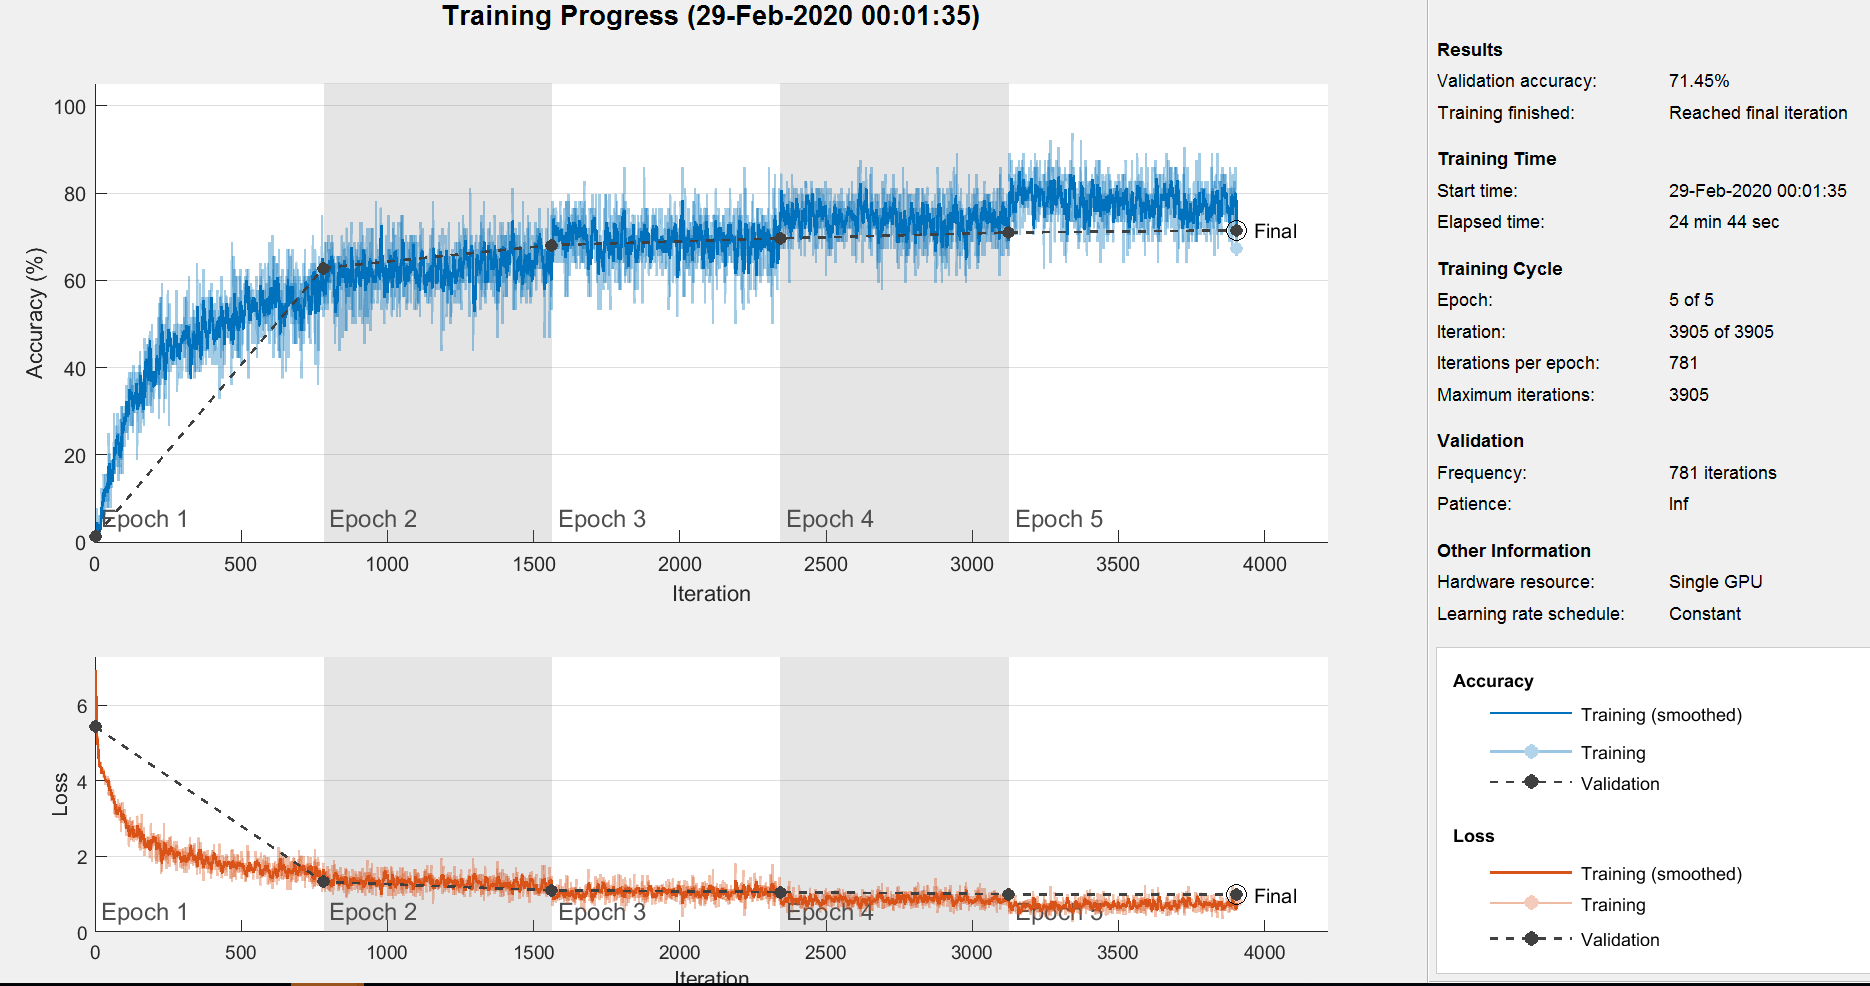 Training Progress (29-Feb-2020 00:01:35)
100
80
60
40
20
0
Accuracy (%)
Epoch 1
Epoch 2
Epoch 3
Epoch 4
Epoch 5
Final
0 500 1000 1500 2000 2500 3000 3500 4000
Iteration
6
4
2
0
Loss
Epoch 1
Epoch 2
Epoch 3
Epoch 4
Epoch 5
Final
0 500 1000 1500 2000 2500 3000 3500 4000
Iteration
Results
Validation accuracy: 71.45%
Training finished: Reached final iteration
Training Time
Start time: 29-Feb-2020 00:01:35
Elapsed time: 24 min 44 sec
Training Cycle
Epoch: 5 of 5
Iteration: 3905 of 3905
Iterations per epoch: 781
Maximum iterations: 3905
Validation
Frequency: 781 iterations
Patience: Inf
Other Information
Hardware resource: Single GPU
Learning rate schedule: Constant
Accuracy
Training (smoothed)
Training
Validation
Loss
Training (smoothed)
Training
Validation